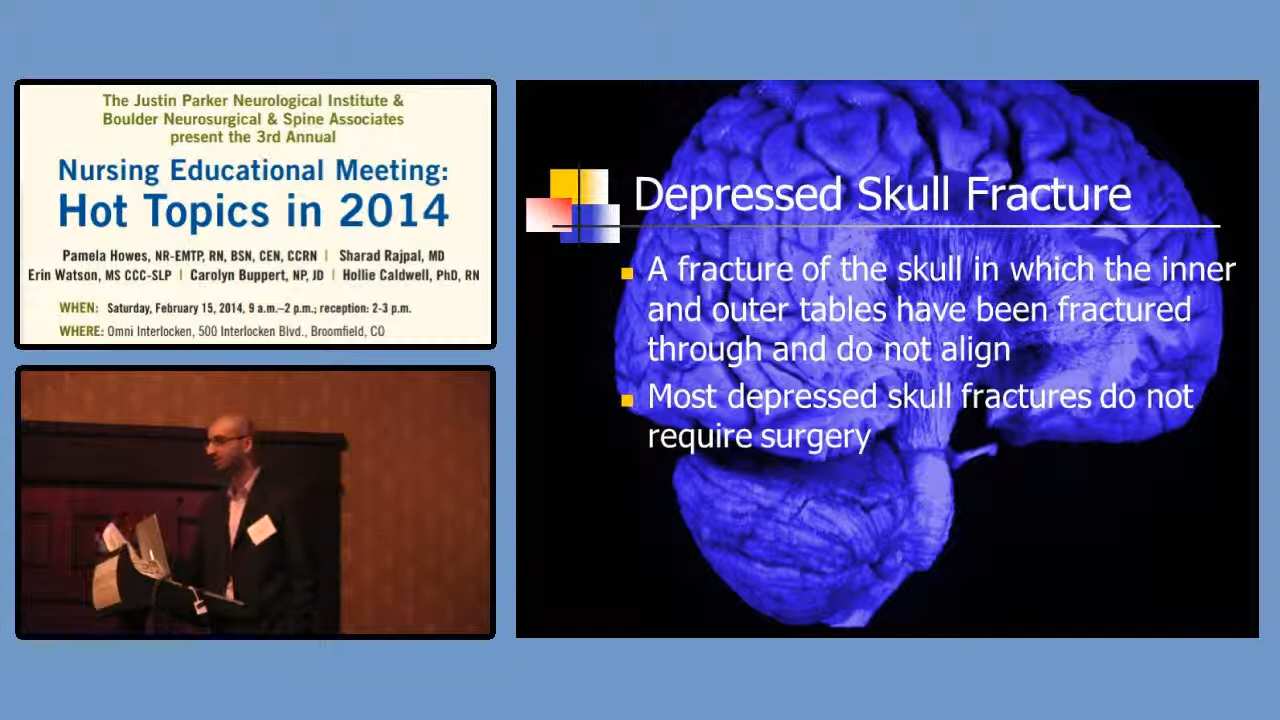 The Justin Parker Neurological Institute &
Boulder Neurosurgical & Spine Associates
present the 3rd Annual
Nursing Educational Meeting:
Hot Topics in 2014
Pamela Howes, NR-EMTP, RN, BSN, CEN, CCRN | Sharad Rajpal, MD
Erin Watson, MS CCC-SLP | Carolyn Buppert, NP, JD | Hollie Caldwell, PhD, RN
WHEN: Saturday, February 15, 2014, 9 a.m.–2 p.m.; reception: 2-3 p.m.
WHERE: Omni Interlocken, 500 Interlocken Blvd., Broomfield, CO
Depressed Skull Fracture
A fracture of the skull in which the inner
and outer tables have been fractured
through and do not align
Most depressed skull fractures do not
require surgery